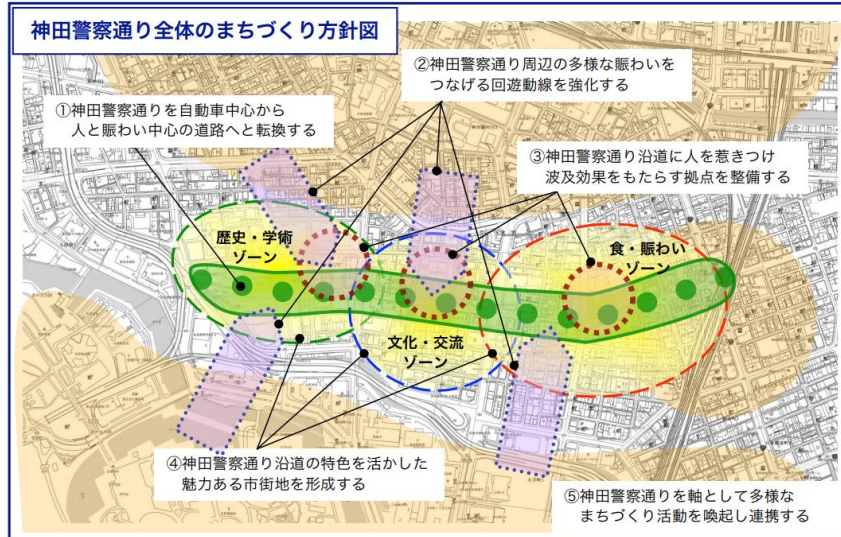 神田警察通り全体のまちづくり方針図
②神田警察通り周辺の多様な賑わいを
つなげる回遊動線を強化する
①神田警察通りを自動車中心から
人と賑わい中心の道路へと転換する
③神田警察通り沿道に人を惹きつけ
波及効果をもたらす拠点を整備する
歴史・学術
ゾーン
食・賑わい
ゾーン
文化・交流
ゾーン
④神田警察通り沿道の特色を活かした
魅力ある市街地を形成する
⑤神田警察通りを軸として多様な
まちづくり活動を喚起し連携する